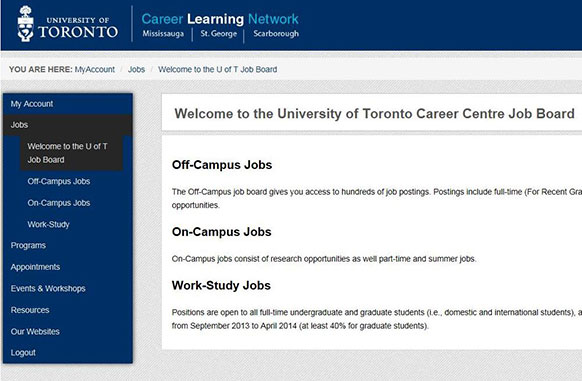 UNIVERSITY OF
TORONTO
Career Learning Network
Mississauga St. George Scarborough
YOU ARE HERE: MyAccount / Jobs / Welcome to the U of T Job Board
My Account
Jobs
Welcome to the U of T
Job Board
Off-Campus Jobs
On-Campus Jobs
Work-Study
Programs
Appointments
Events & Workshops
Resources
Our Websites
Logout
Welcome to the University of Toronto Career Centre Job Board
Off-Campus Jobs
The Off-Campus job board gives you access to hundreds of job postings. Postings include full-time (For Recent Gra
opportunities.
On-Campus Jobs
On-Campus jobs consist of research opportunities as well part-time and summer jobs.
Work-Study Jobs
Positions are open to all full-time undergraduate and graduate students (i.e., domestic and international students), a
from September 2013 to April 2014 (at least 40% for graduate students).